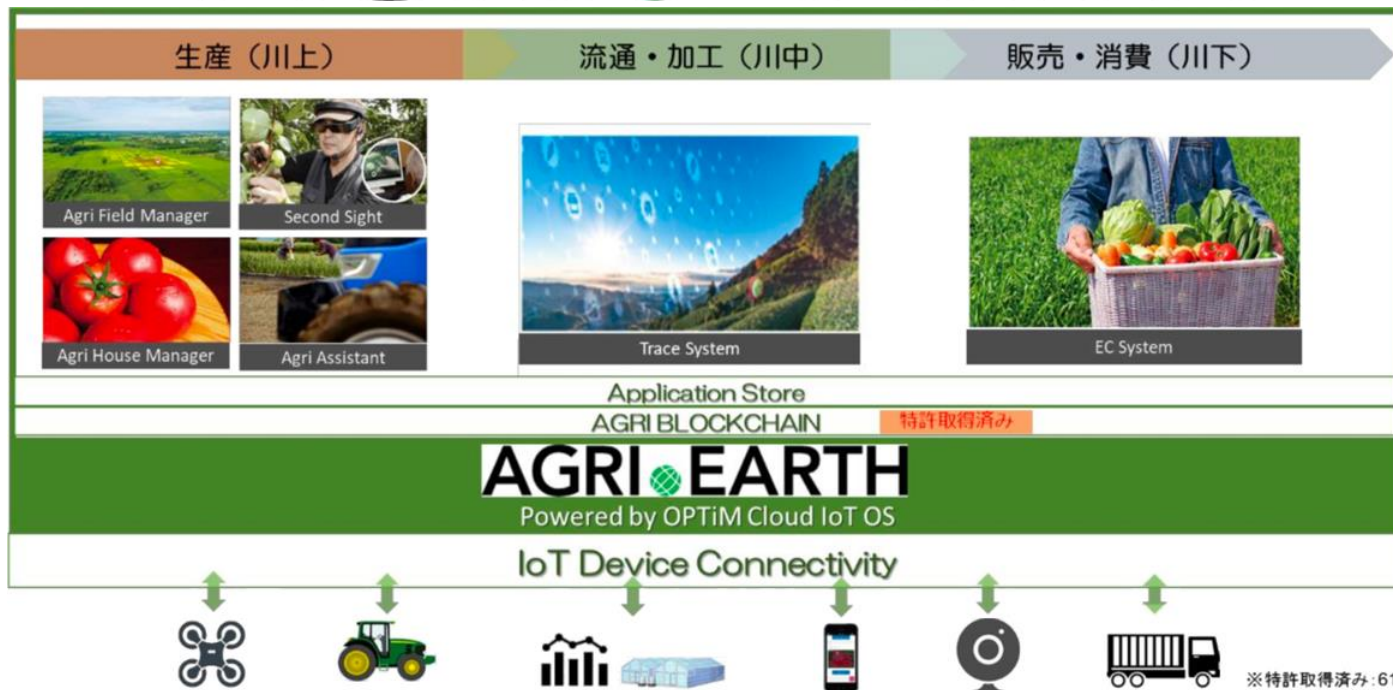 生産（川上）
流通・加工（川中）
販売・消費（川下）
Agri Field Manager
Second Sight
Agri House Manager
Agri Assistant
Trace System
EC System
Application Store
AGRI BLOCKCHAIN
特許取得済み
AGRI EARTH
Powered by OPTiM Cloud IoT OS
IoT Device Connectivity
※特許取得済み:61